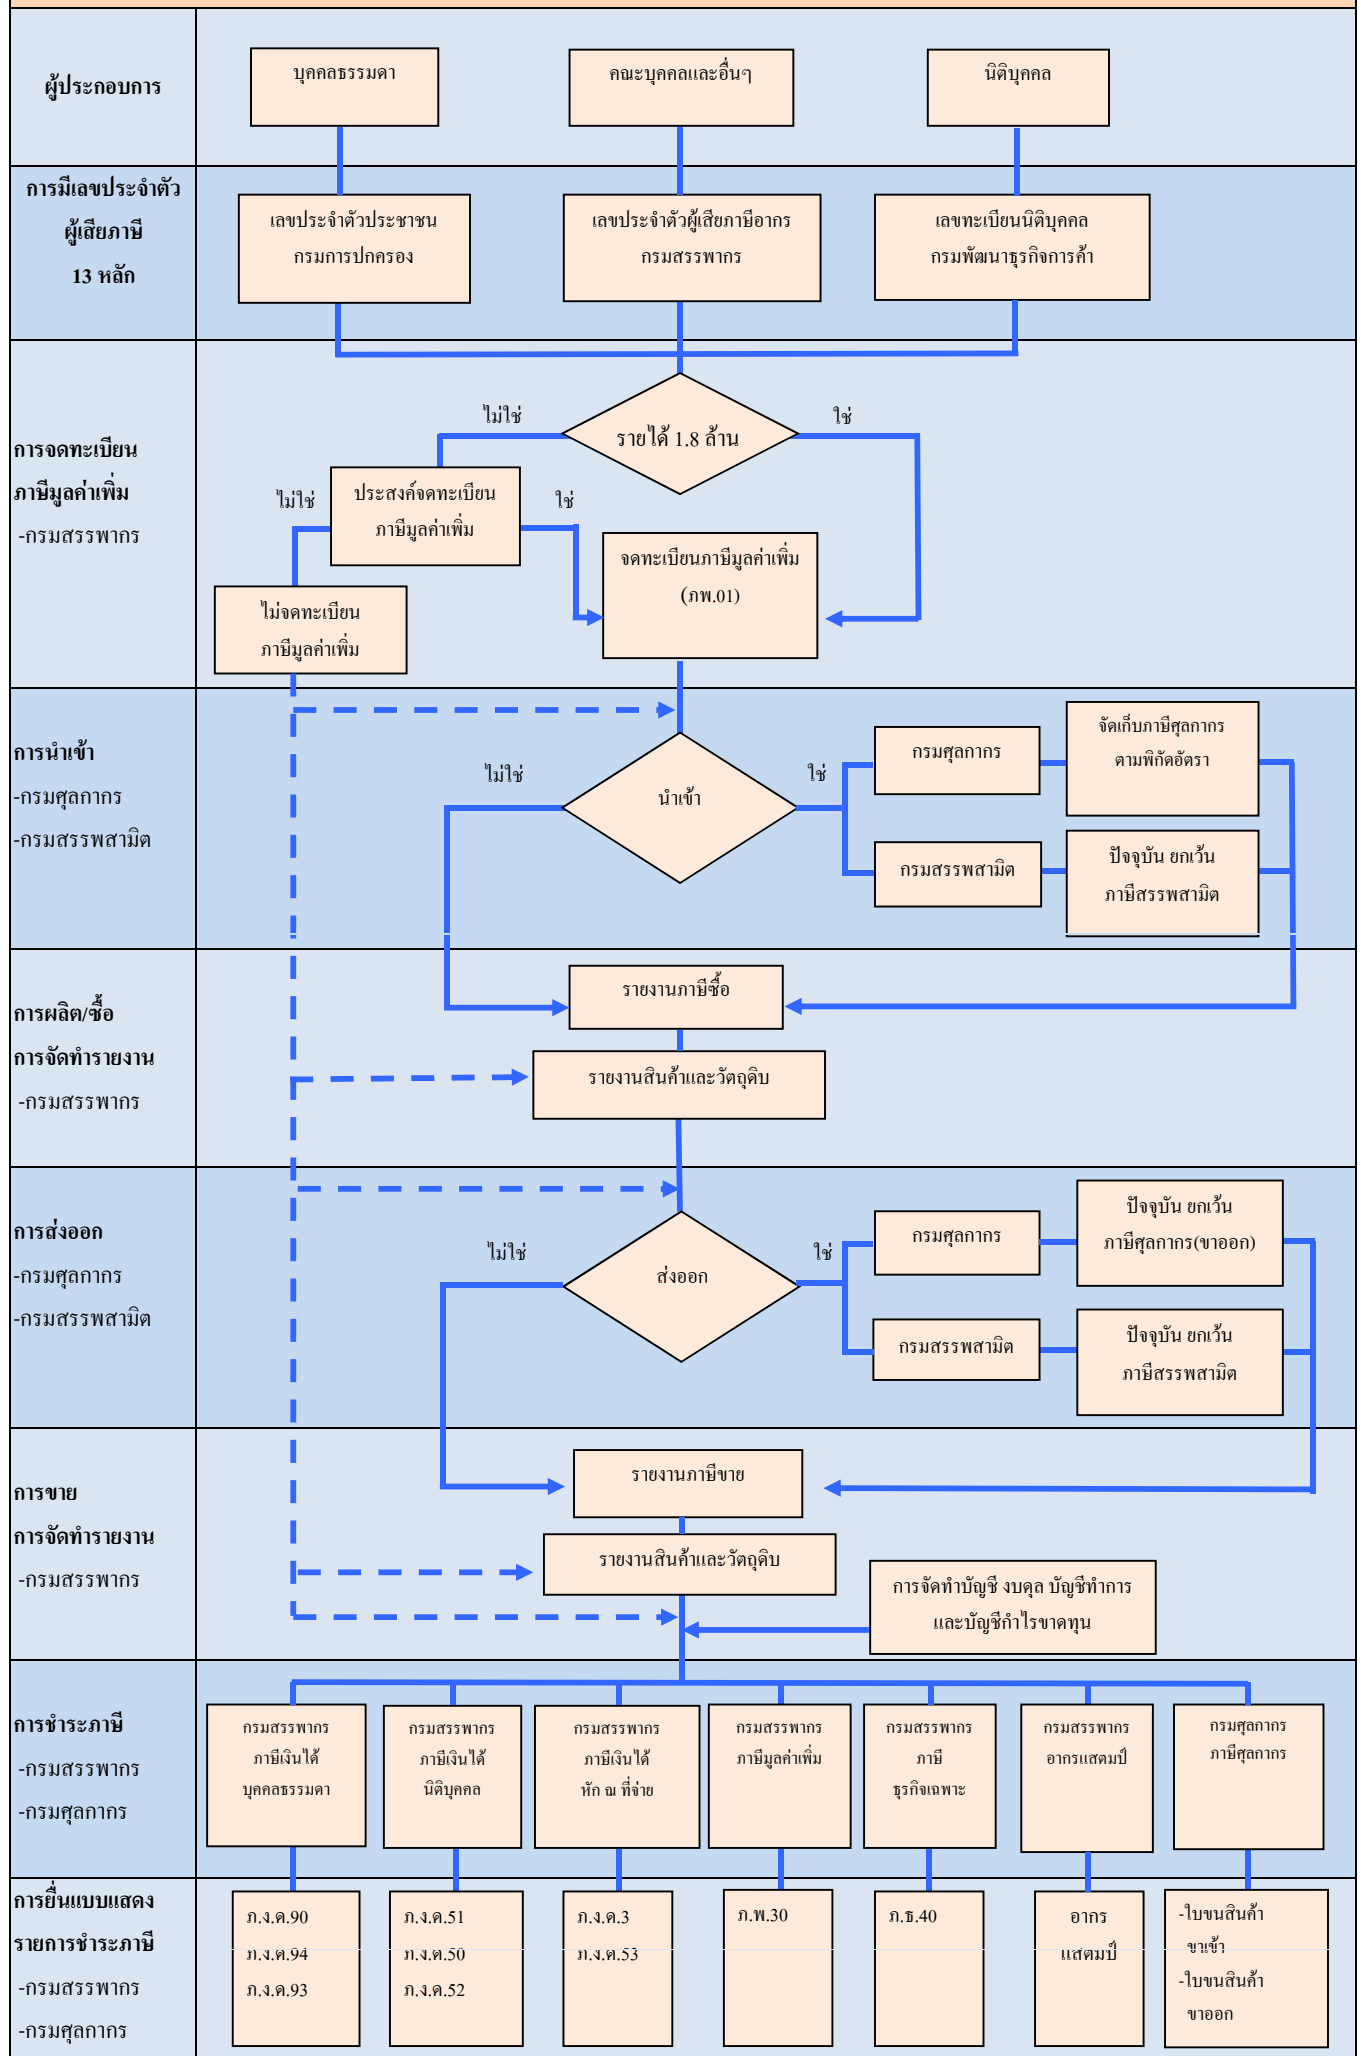 ผู้ประกอบการ
บุคคลธรรมดา
คณะบุคคลและอื่นๆ
นิติบุคคล
การมีเลขประจำตัว
ผู้เสียภาษี
13 หลัก
เลขประจำตัวประชาชน
กรมการปกครอง
เลขประจำตัวผู้เสียภาษีอากร
กรมสรรพากร
เลขทะเบียนนิติบุคคล
กรมพัฒนาธุรกิจการค้า
การจดทะเบียน
ภาษีมูลค่าเพิ่ม
-กรมสรรพากร
ไม่ใช่
รายได้ 1.8 ล้าน
ใช่
ไม่ใช่
ประสงค์จดทะเบียน
ภาษีมูลค่าเพิ่ม
ใช่
จดทะเบียนภาษีมูลค่าเพิ่ม
(ภพ.01)
ไม่จดทะเบียน
ภาษีมูลค่าเพิ่ม
การนำเข้า
-กรมศุลกากร
-กรมสรรพสามิต
ไม่ใช่
นำเข้า
ใช่
กรมศุลกากร
จัดเก็บภาษีศุลกากร
ตามพิกัดอัตรา
กรมสรรพสามิต
ปัจจุบัน ยกเว้น
ภาษีสรรพสามิต
การผลิต/ซื้อ
การจัดทำรายงาน
-กรมสรรพากร
รายงานภาษีซื้อ
รายงานสินค้าและวัตถุดิบ
การส่งออก
-กรมศุลกากร
-กรมสรรพสามิต
ไม่ใช่
ส่งออก
ใช่
กรมศุลกากร
ปัจจุบัน ยกเว้น
ภาษีศุลกากร(ขาออก)
กรมสรรพสามิต
ปัจจุบัน ยกเว้น
ภาษีสรรพสามิต
การขาย
การจัดทำรายงาน
-กรมสรรพากร
รายงานภาษีขาย
รายงานสินค้าและวัตถุดิบ
การจัดทำบัญชี งบดุล บัญชีทำการ
และบัญชีกำไรขาดทุน
การชำระภาษี
-กรมสรรพากร
-กรมศุลกากร
กรมสรรพากร
ภาษีเงินได้
บุคคลธรรมดา
กรมสรรพากร
ภาษีเงินได้
นิติบุคคล
กรมสรรพากร
ภาษีเงินได้
หัก ณ ที่จ่าย
กรมสรรพากร
ภาษีมูลค่าเพิ่ม
กรมสรรพากร
ภาษี
ธุรกิจเฉพาะ
กรมสรรพากร
อากรแสตมป์
กรมศุลกากร
ภาษีศุลกากร
การยื่นแบบแสดง
รายการชำระภาษี
-กรมสรรพากร
-กรมศุลกากร
ภ.ง.ด.90
ภ.ง.ด.94
ภ.ง.ด.93
ภ.ง.ด.51
ภ.ง.ด.50
ภ.ง.ด.52
ภ.ง.ด.3
ภ.ง.ด.53
ภ.พ.30
ภ.ธ.40
อากร
แสตมป์
-ใบขนสินค้า
ขาเข้า
-ใบขนสินค้า
ขาออก